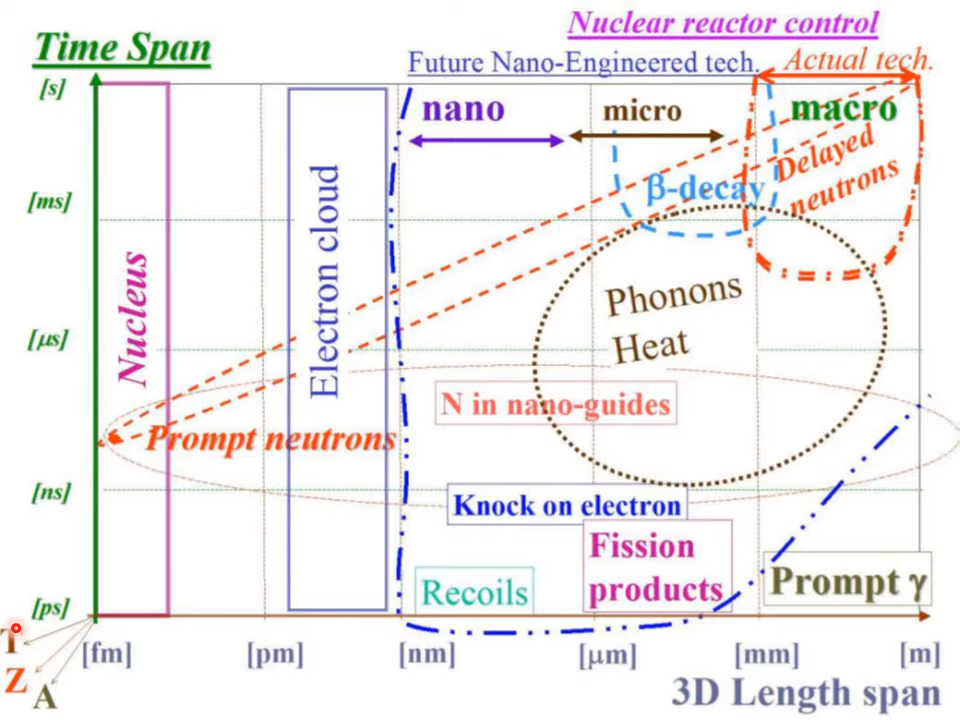 Nuclear reactor control
Time Span
Future Nano-Engineered tech.
Actual tech.
[s]
nano
micro
macro
Delayed
neutrons
β-decay
[ms]
Nucleus
Electron cloud
Phonons
Heat
[μs]
N in nano-guides
Prompt neutrons
[ns]
Knock on electron
Fission
products
Recoils
Prompt γ
[ps]
T
Z
A
[fm]
[pm]
[nm]
[μm]
[mm]
[m]
3D Length span